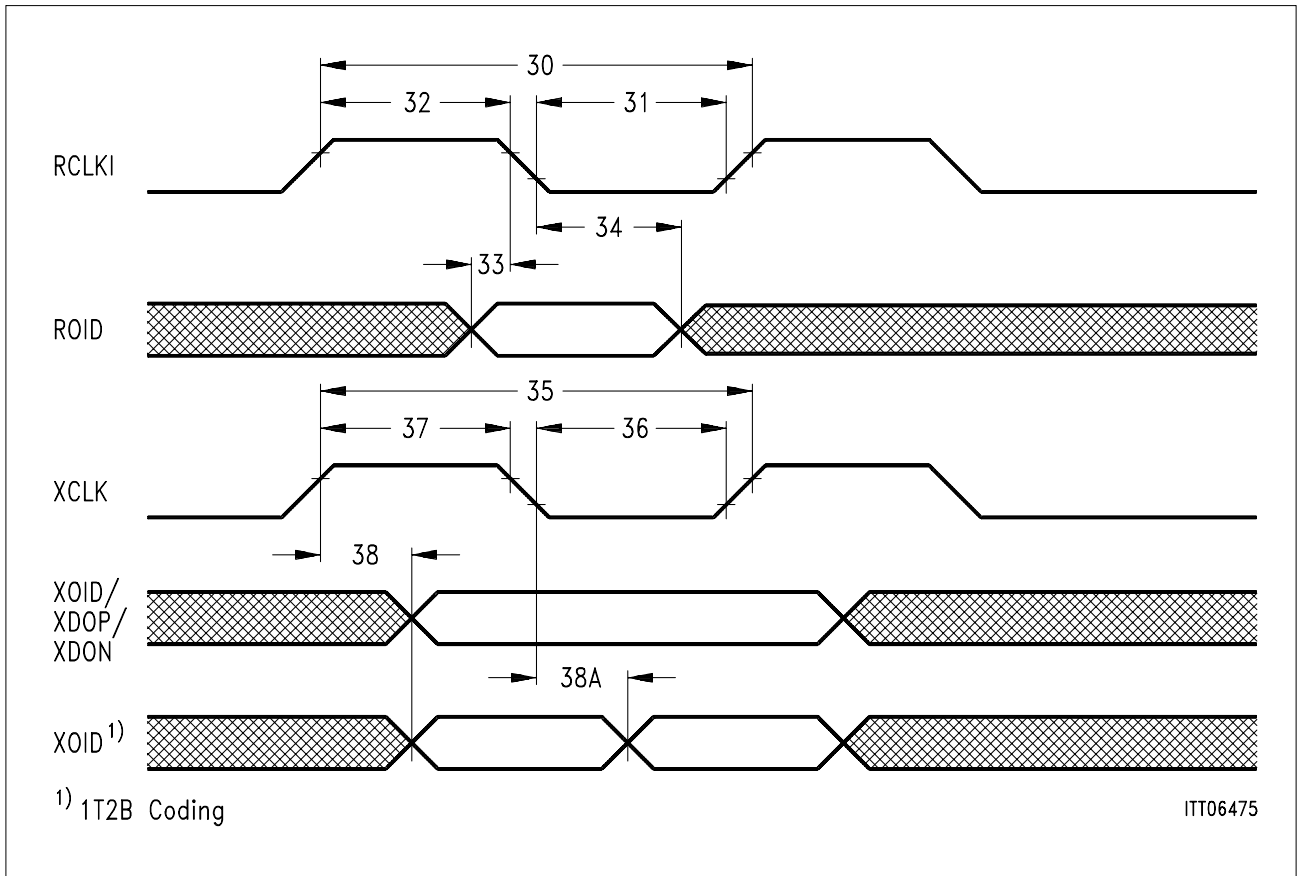 30
32
31
RCLKI
34
33
ROID
35
37
36
XCLK
38
XOID/
XDOP/
XDON
38A
XOID 1)
1) 1T2B Coding
ITT06475